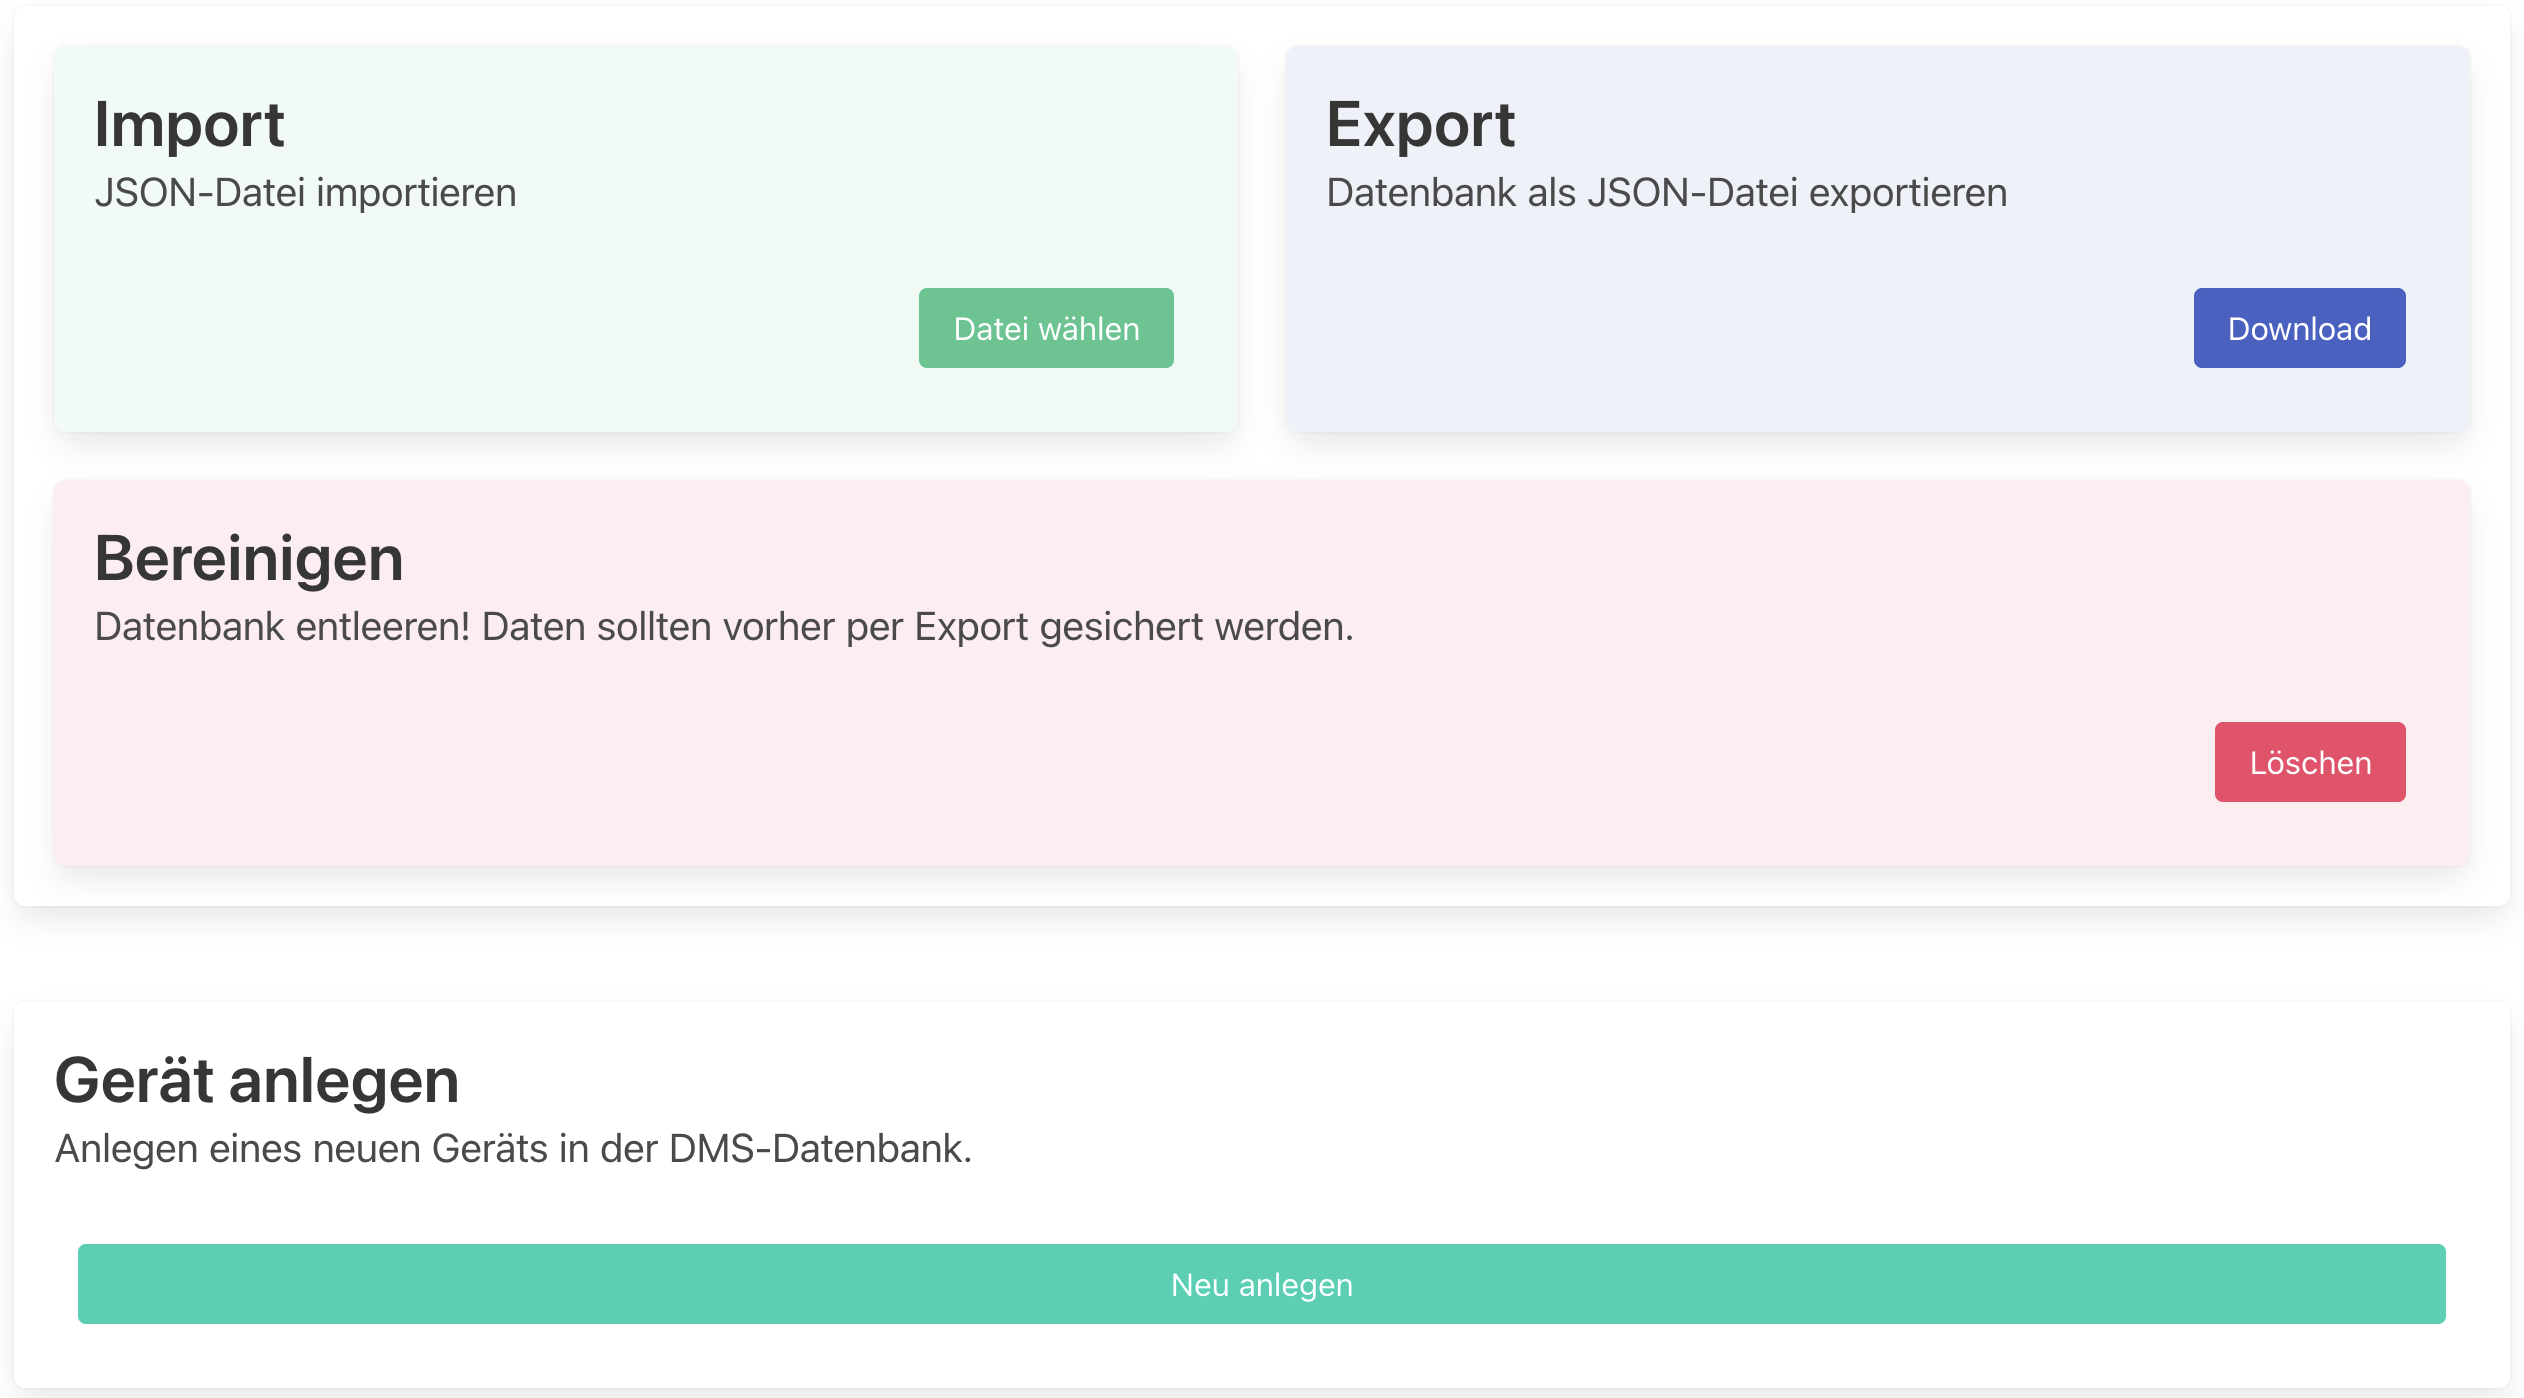 Import
JSON-Datei importieren
Datei wählen
Export
Datenbank als JSON-Datei exportieren
Download
Bereinigen
Datenbank entleeren! Daten sollten vorher per Export gesichert werden.
Löschen
Gerät anlegen
Anlegen eines neuen Geräts in der DMS-Datenbank.
Neu anlegen